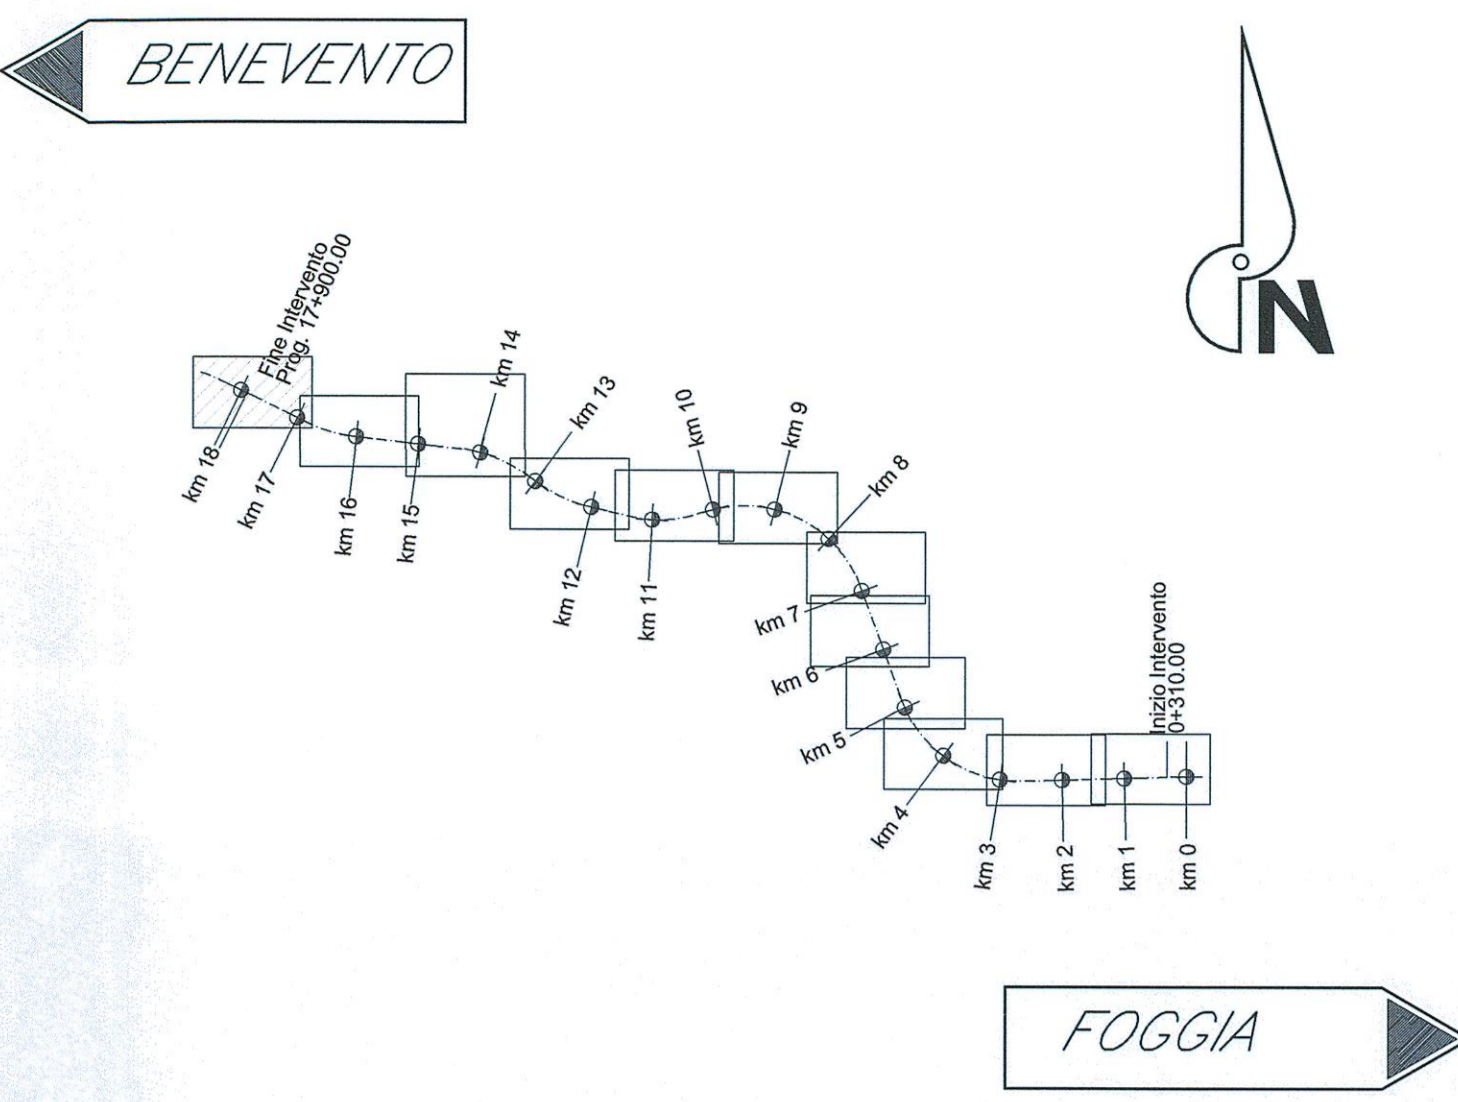 BENEVENTO
N
Fine Intervento
Prog. 17+900.00
km 18
km 17
km 16
km 15
km 14
km 13
km 12
km 11
km 10
km 9
km 8
km 7
km 6
km 5
km 4
km 3
km 2
km 1
km 0
Inizio Intervento
0+310.00
FOGGIA